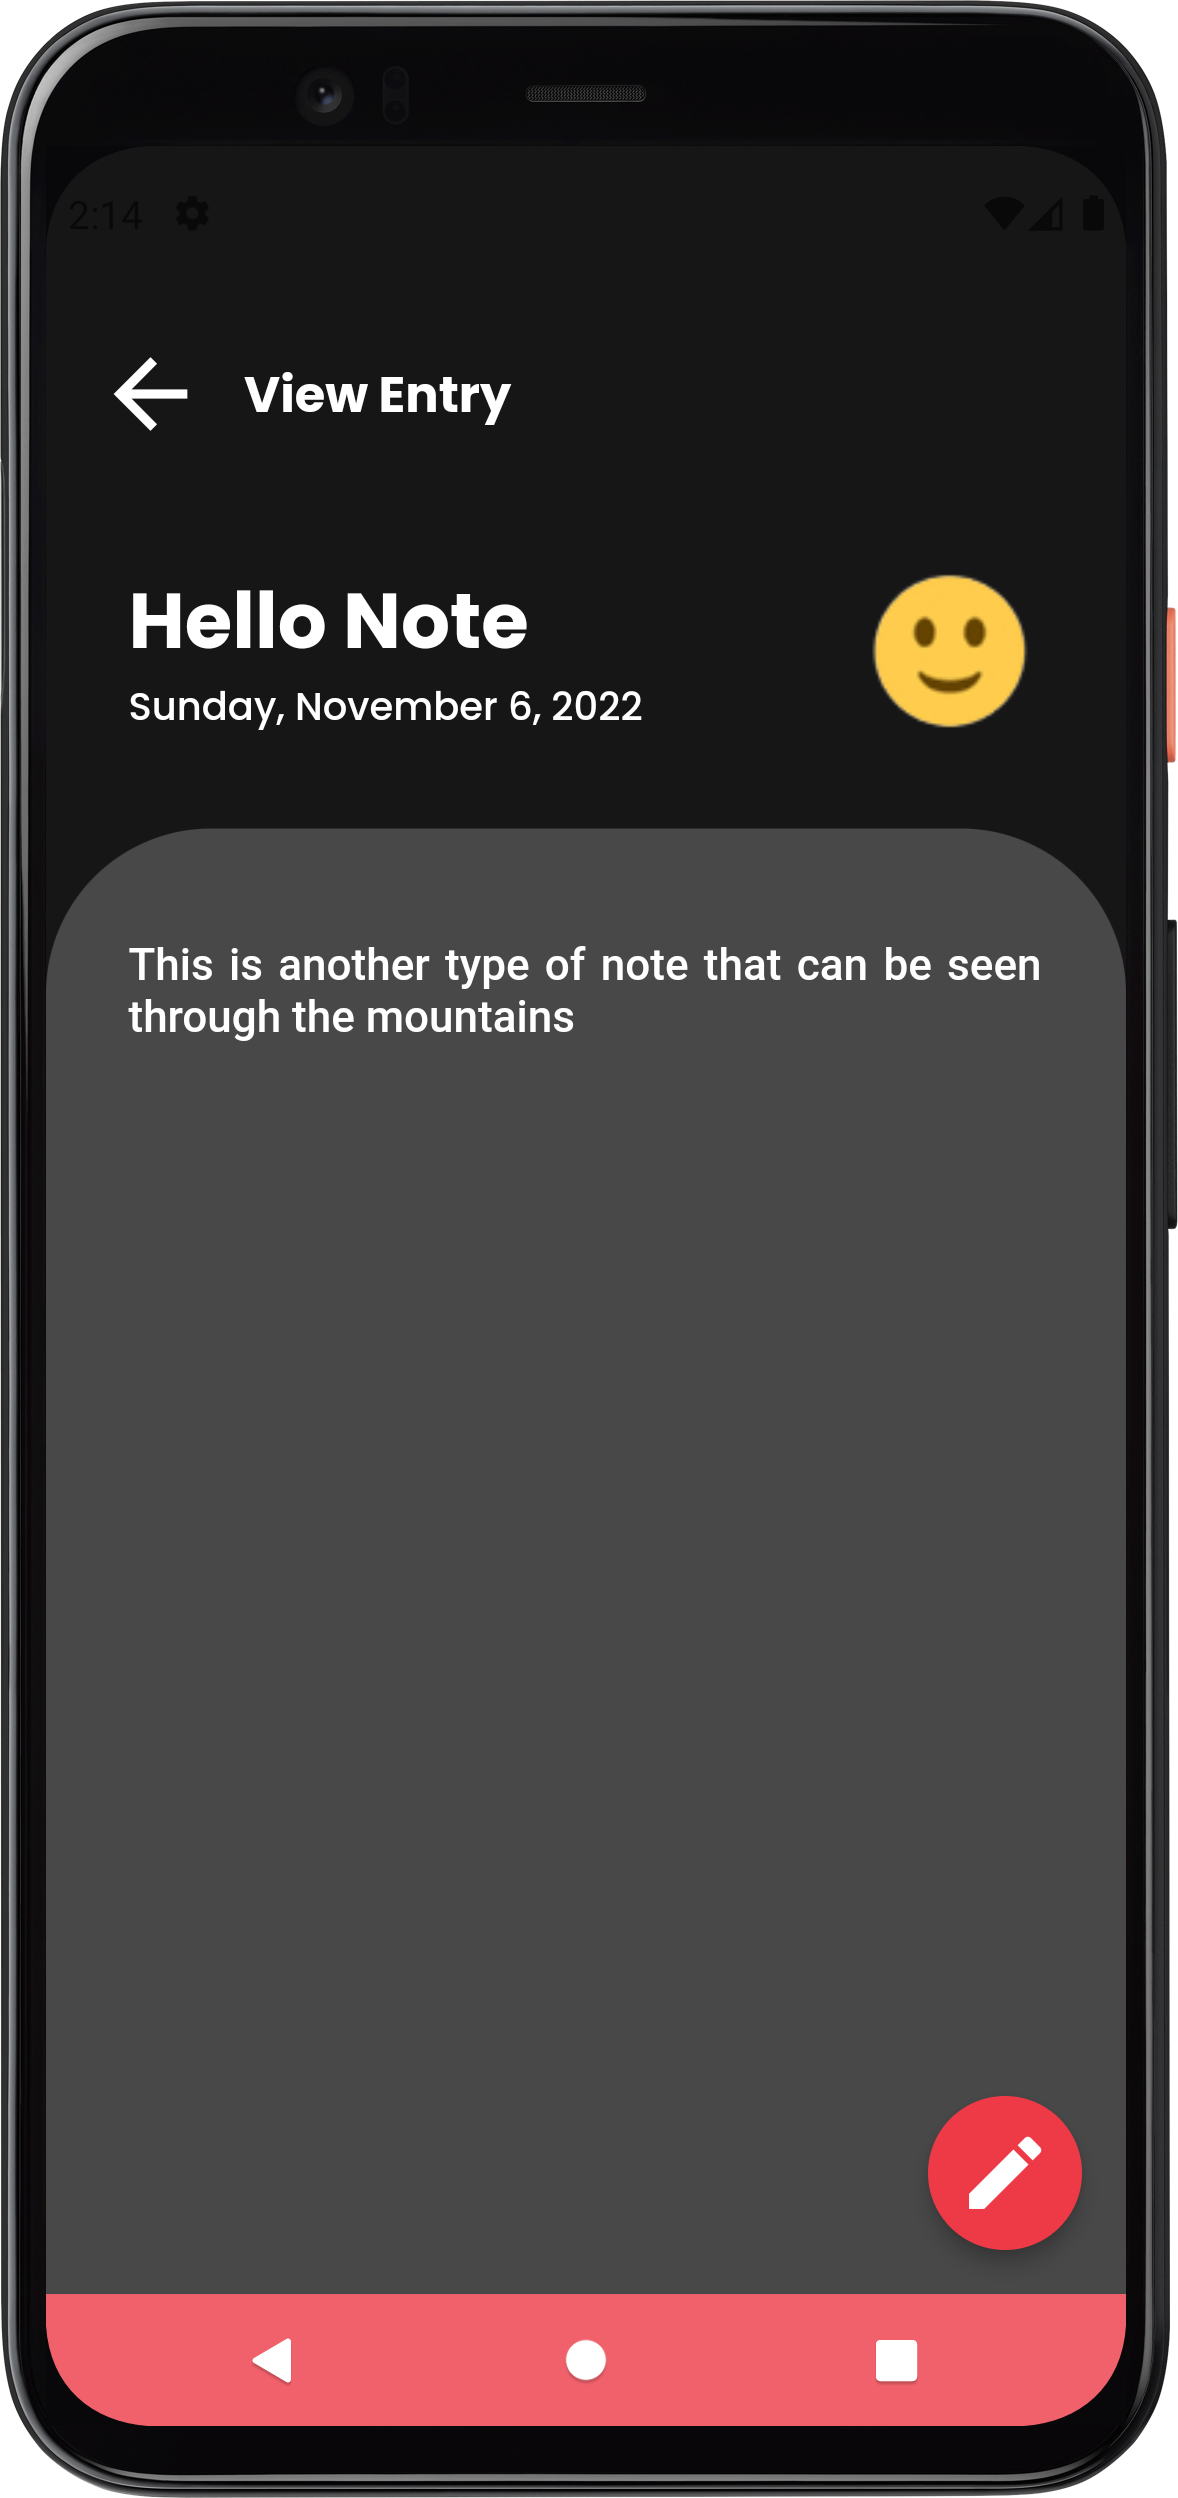 2:14
View Entry
Hello Note
Sunday, November 6, 2022
This is another type of note that can be seen
through the mountains